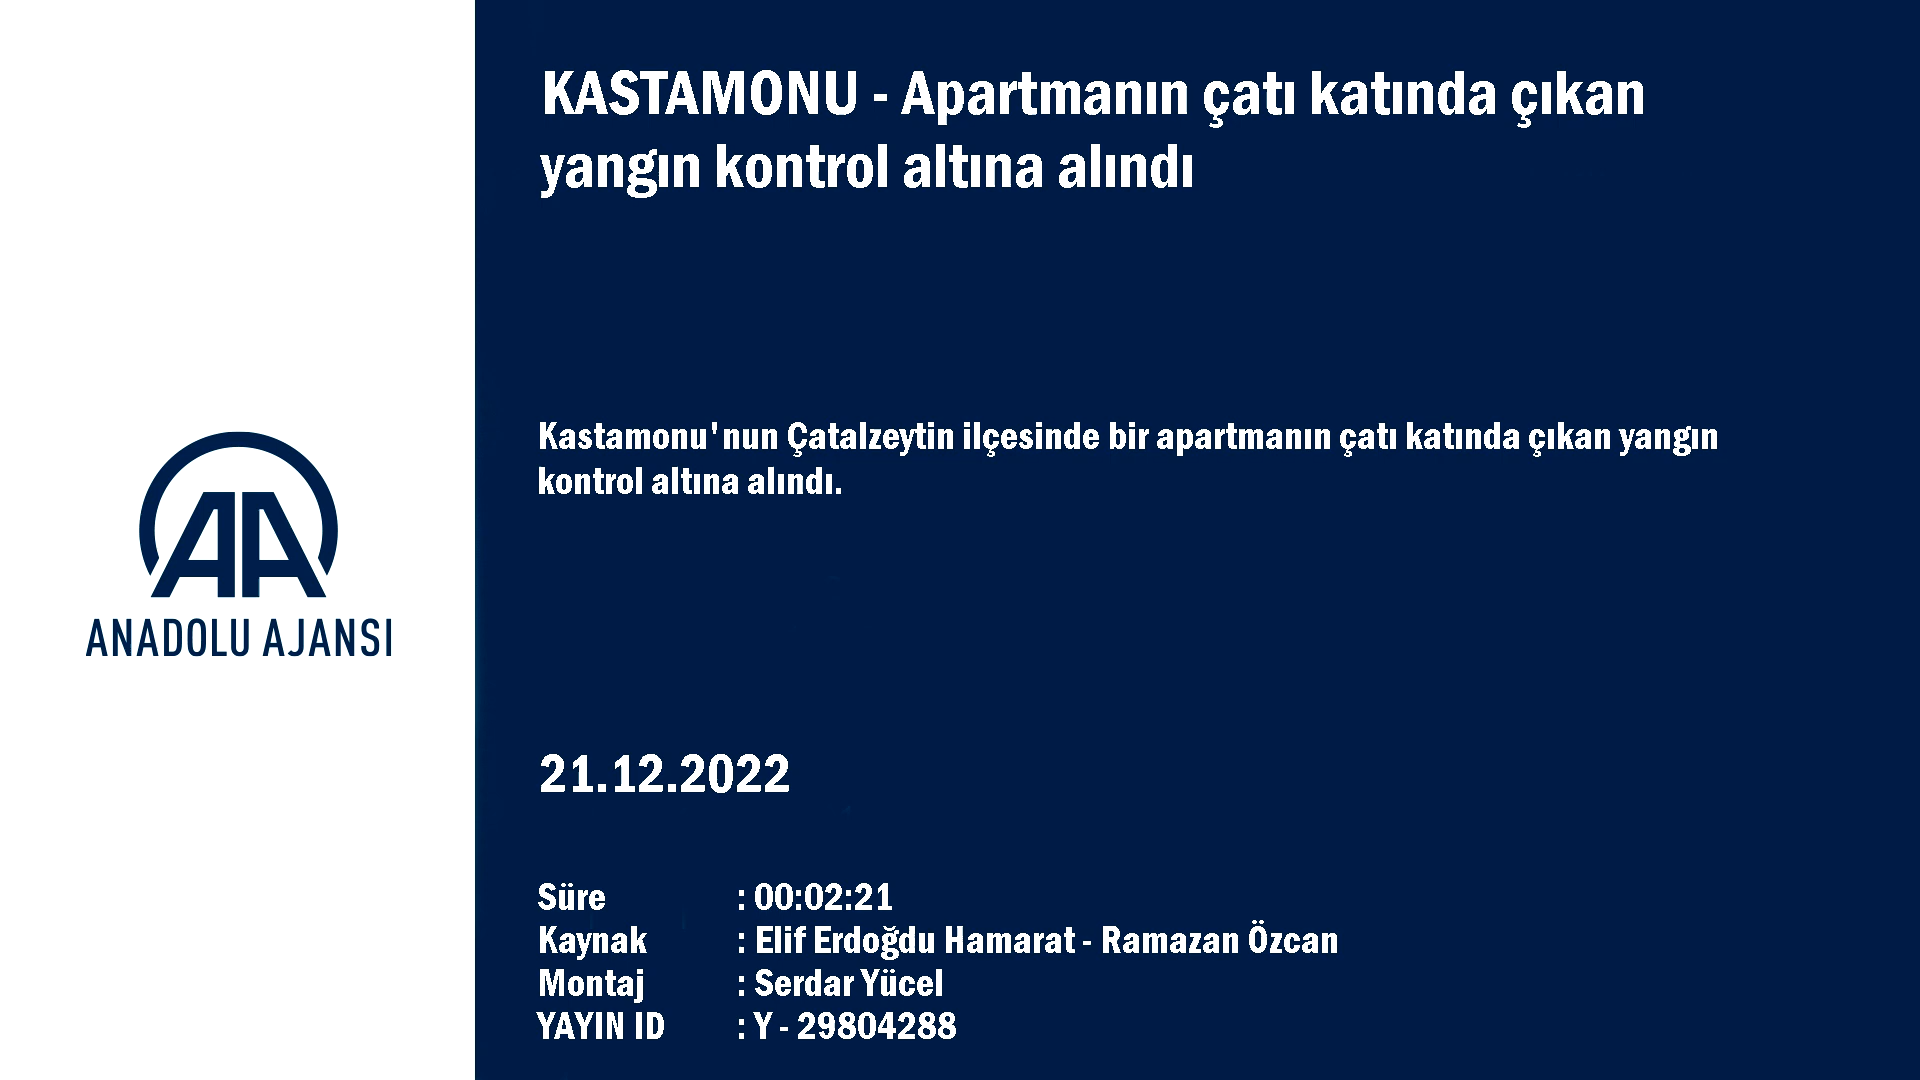 KASTAMONU - Apartmanın çatı katında çıkan
yangın kontrol altına alındı
Kastamonu'nun Çatalzeytin ilçesinde bir apartmanın çatı katında çıkan yangın
kontrol altına alındı.
AA
ANADOLU AJANSI
21.12.2022
Süre : 00:02:21
Kaynak : Elif Erdoğdu Hamarat - Ramazan Özcan
Montaj : Serdar Yücel
YAYIN ID : Y - 29804288